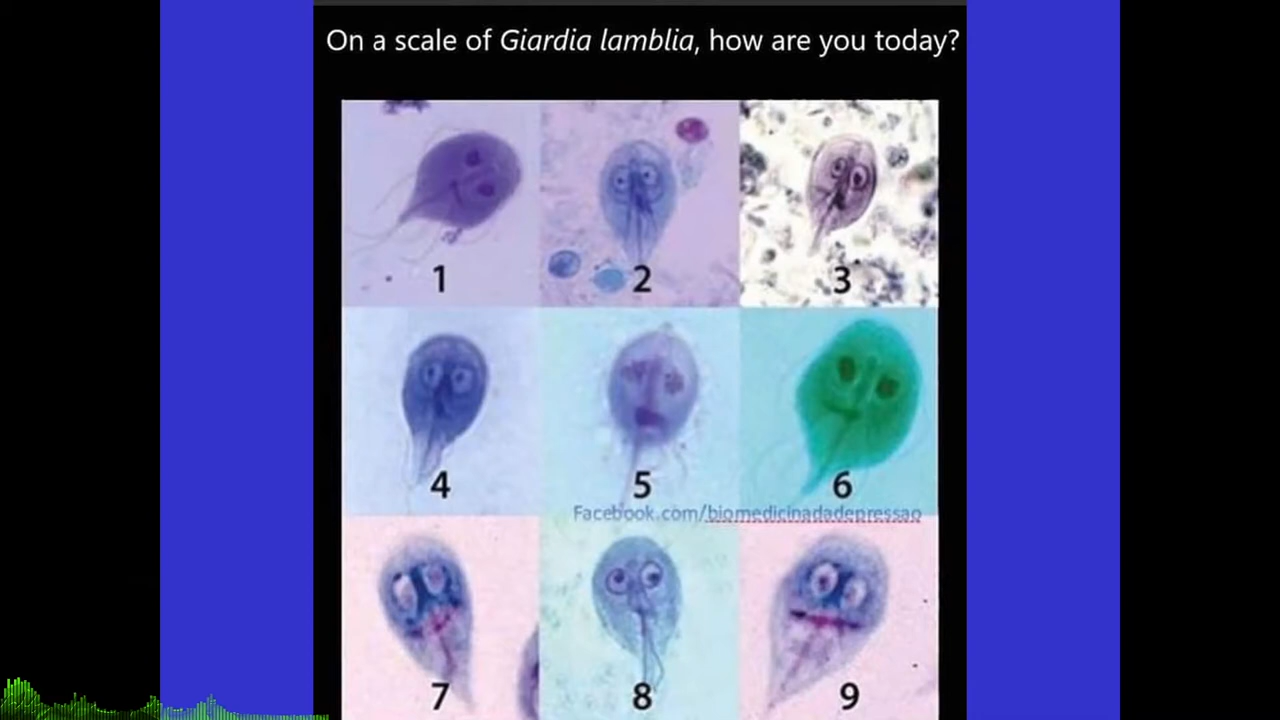 On a scale of Giardia lamblia, how are you today?
1 2 3
4 5 6
Facebook.com/biomedicinadadepressao
7 8 9